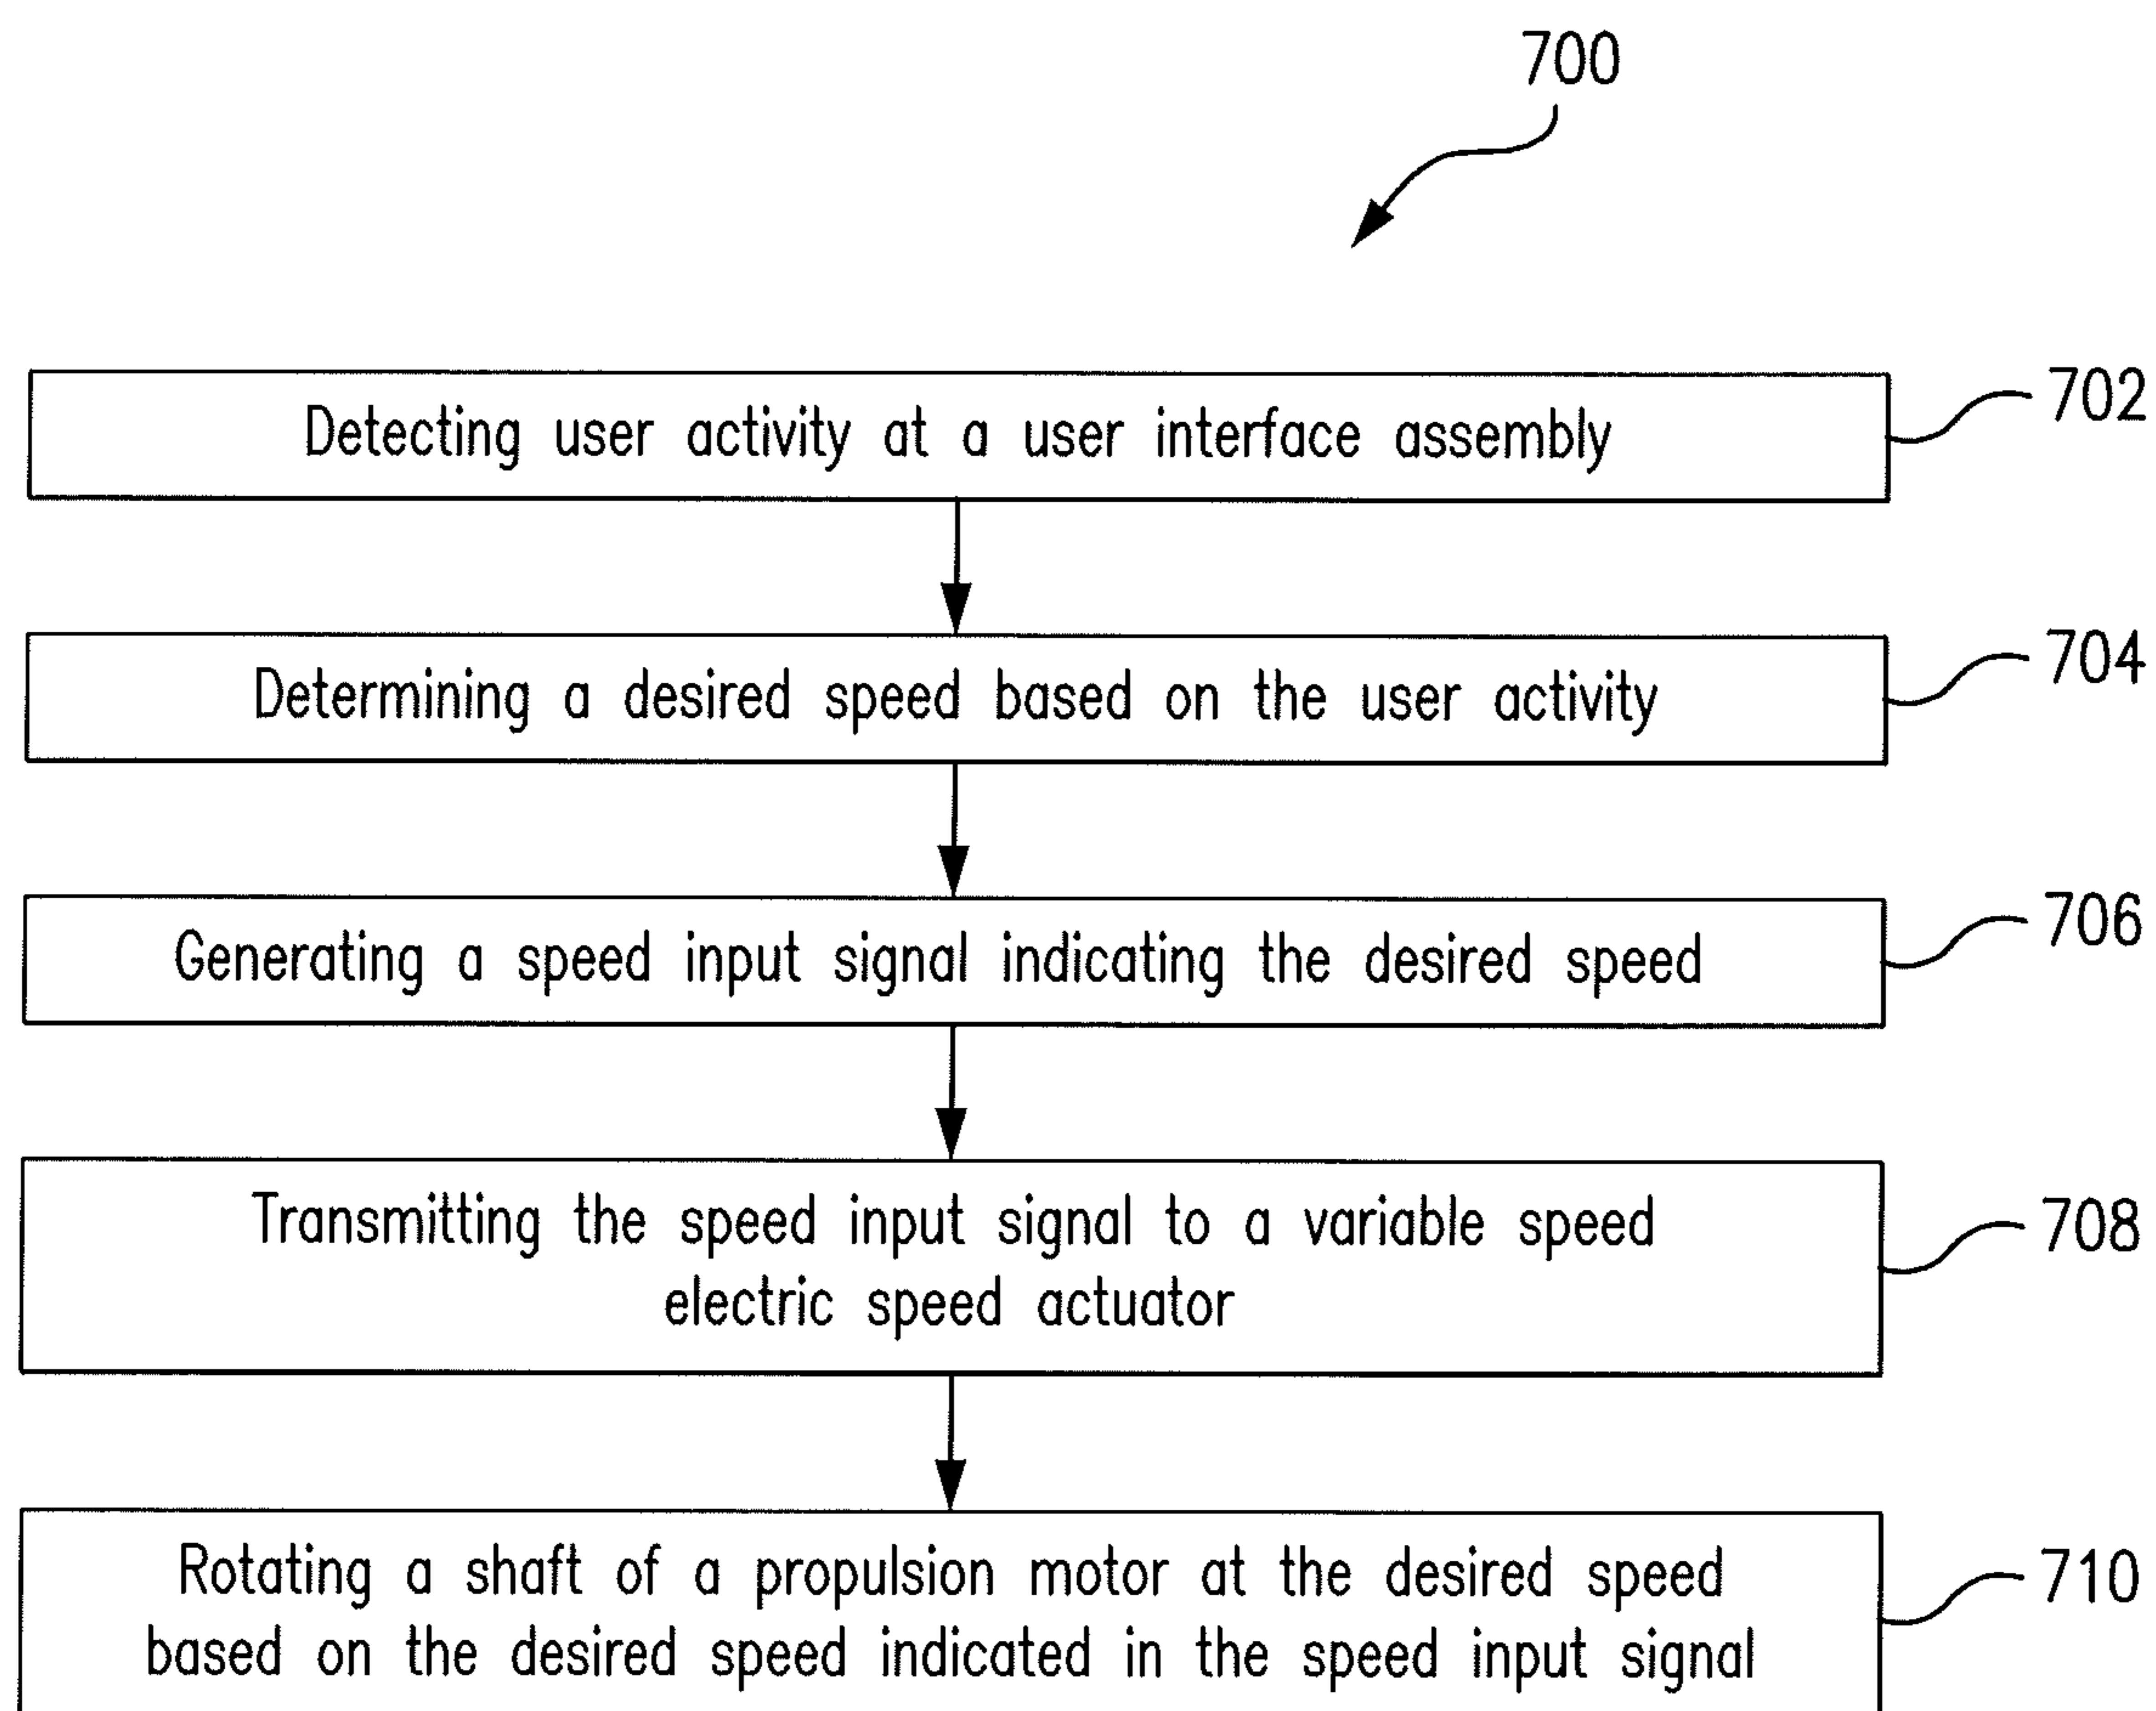 700
Detecting user activity at a user interface assembly
702
Determining a desired speed based on the user activity
704
Generating a speed input signal indicating the desired speed
706
Transmitting the speed input signal to a variable speed
electric speed actuator
708
Rotating a shaft of a propulsion motor at the desired speed
based on the desired speed indicated in the speed input signal
710